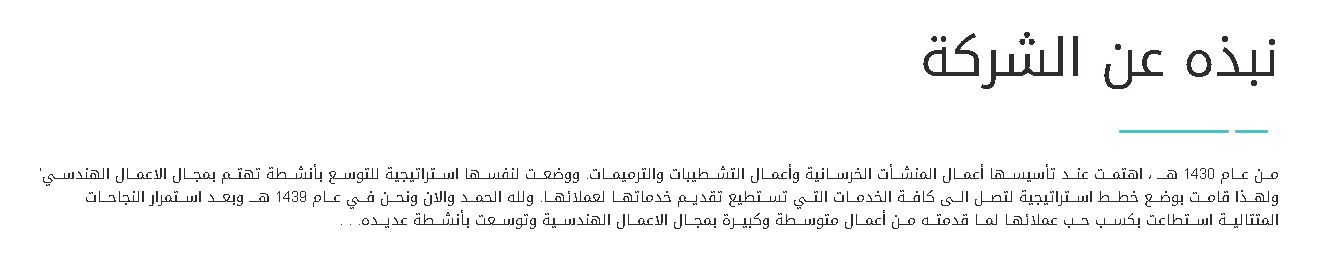 نبذه عن الشركة
من عام 1430 هـ ، اهتمت عند تأسيسها أعمال المنشأت الخرسانية وأعمال التشطيبات والترميمات. ووضعت لنفسها استراتيجية للتوسع بأنشطة تهتم بمجال الاعمال الهندسي'
ولهذا قامت بوضع خطط استراتيجية لتصل الى كافة الخدمات التي تستطيع تقديم خدماتها لعملائها. ولله الحمد والان ونحن في عام 1439 هـ وبعد استمرار النجاحات
المتتالية استطاعت بكسب حب عملائها لما قدمته من أعمال متوسطة وكبيرة بمجال الاعمال الهندسية وتوسعت بأنشطة عديده. . .